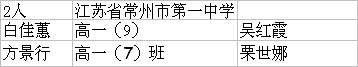 2人 江苏省常州市第一中学
白佳蕙 高一（9） 吴红霞
方景行 高一（7）班 栗世娜